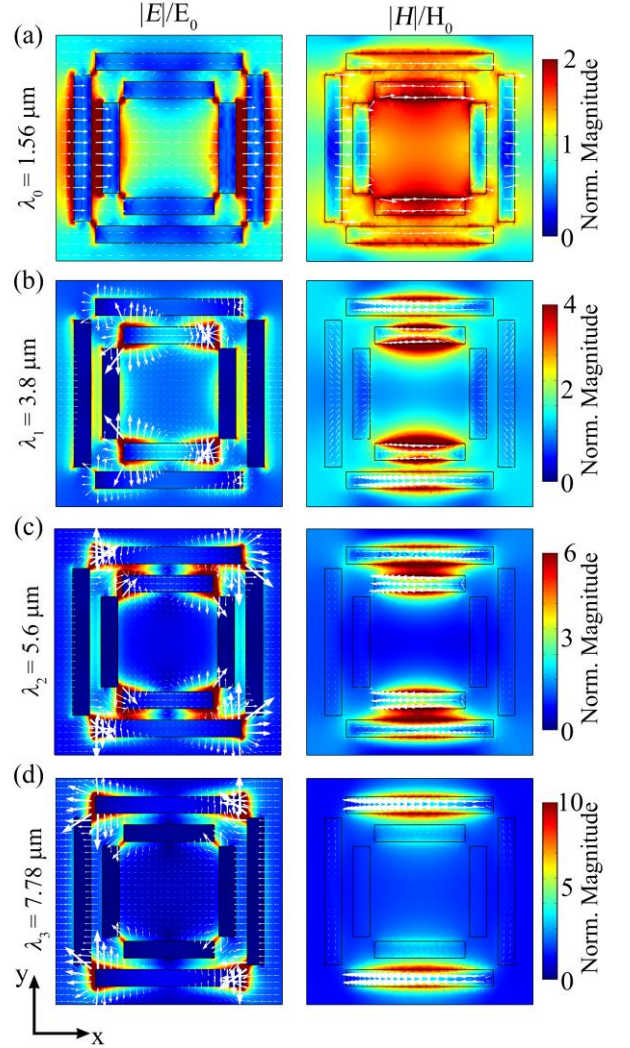 |E|/E₀ |H|/H₀
(a)
λ₀ = 1.56 μm
2
1
0
Norm. Magnitude
(b)
λ₁ = 3.8 μm
4
2
0
Norm. Magnitude
(c)
λ₂ = 5.6 μm
6
3
0
Norm. Magnitude
(d)
λ₃ = 7.78 μm
10
5
0
Norm. Magnitude
y
x